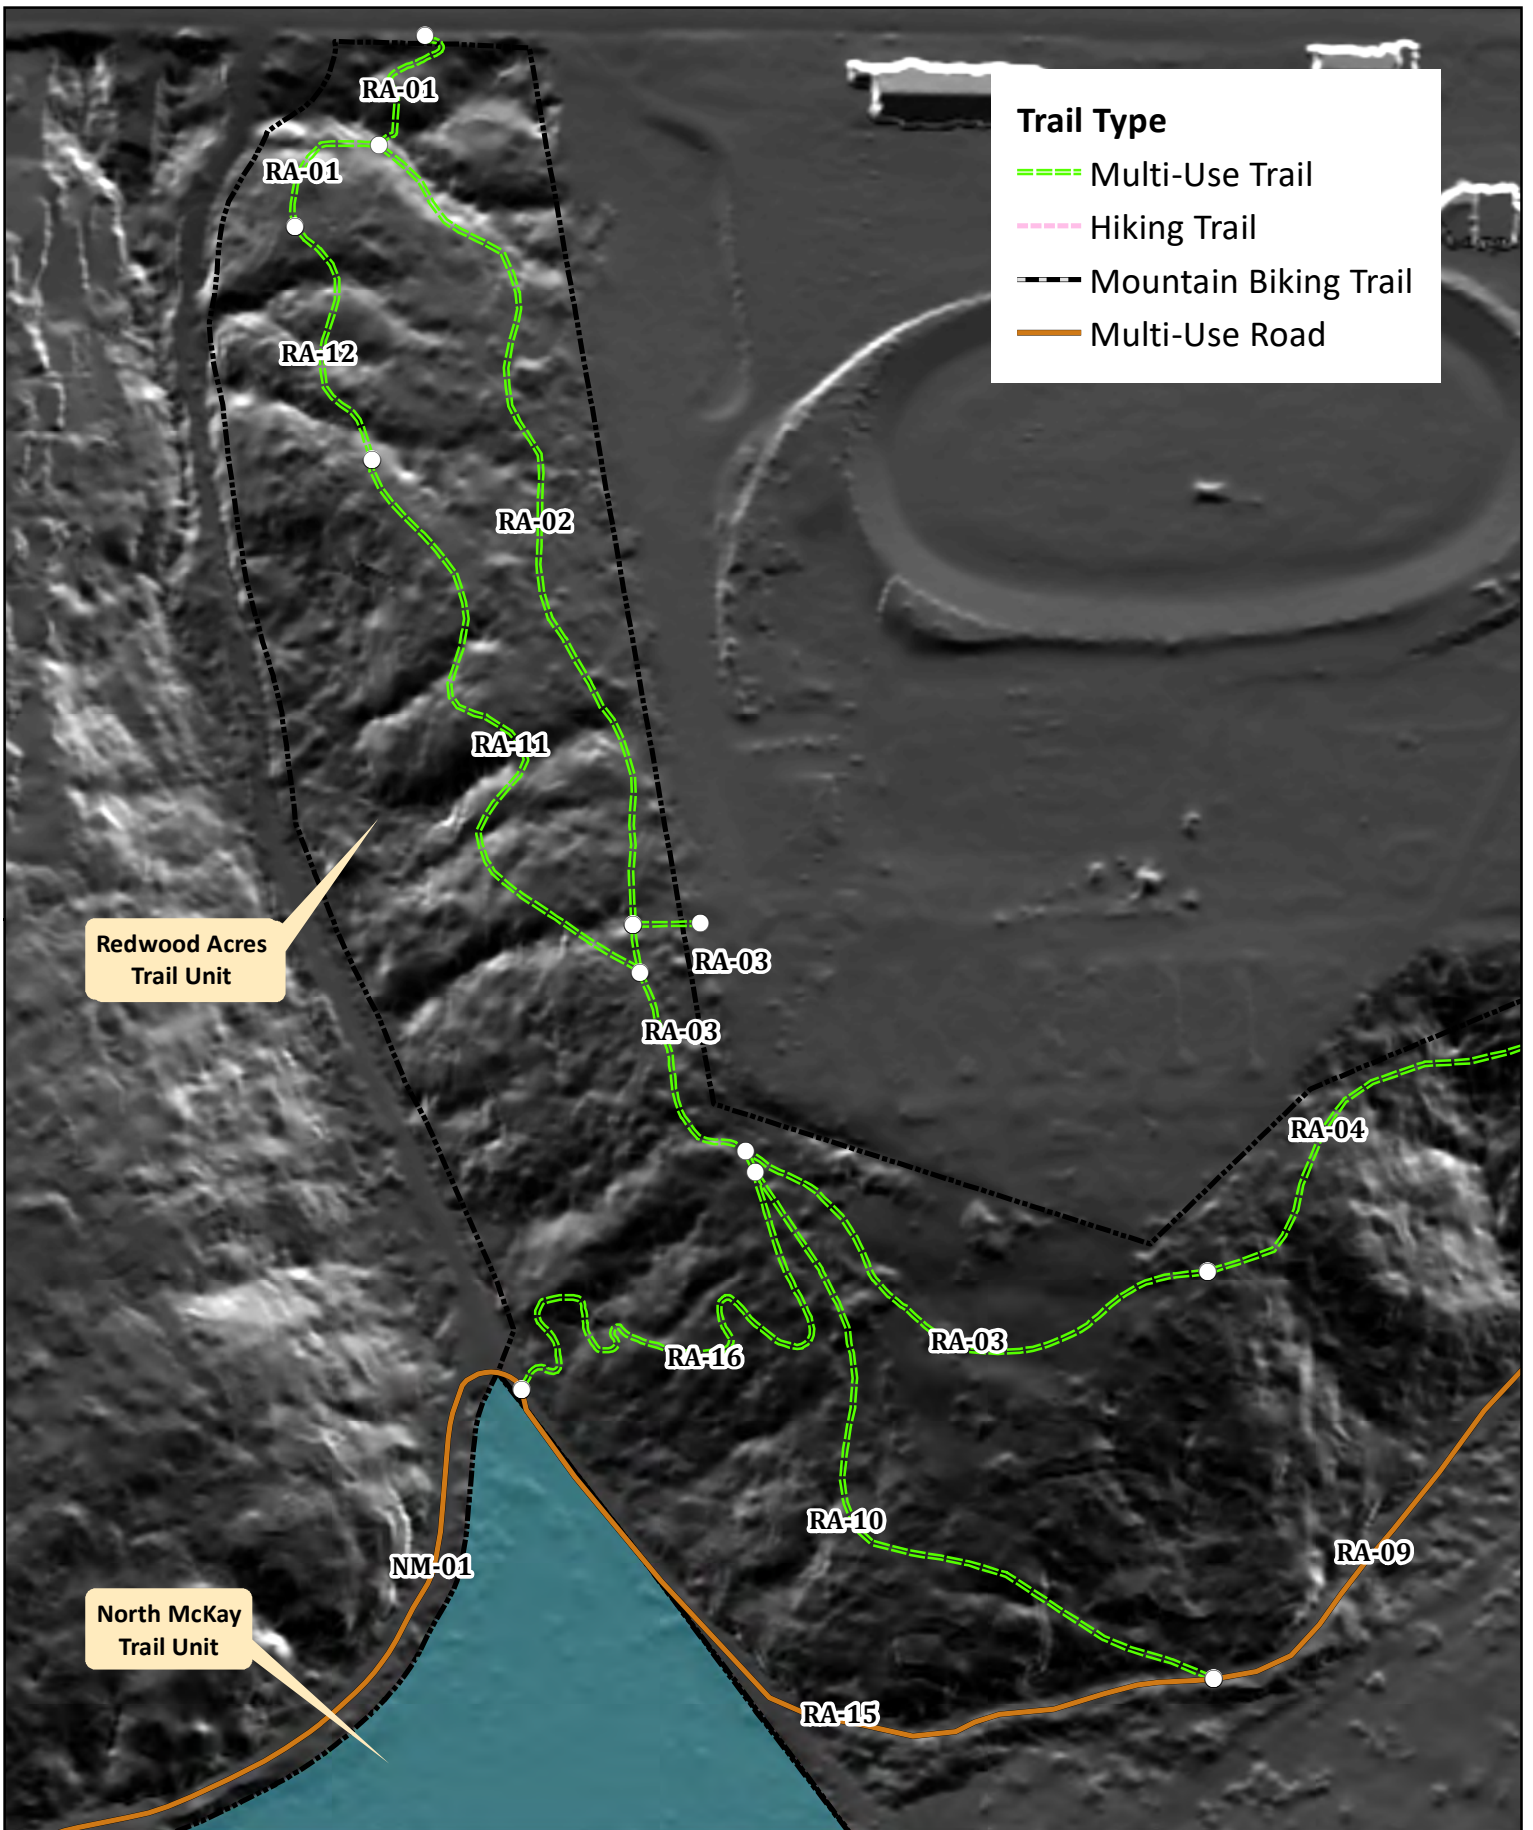 RA-01
Trail Type
Multi-Use Trail
RA-01
Hiking Trail
Mountain Biking Trail
Multi-Use Road
RA-12
RA-02
RA-11
Redwood Acres
Trail Unit
RA-03
RA-03
RA-04
RA-03
RA-16
RA-10
RA-09
NM-01
North McKay
Trail Unit
RA-15